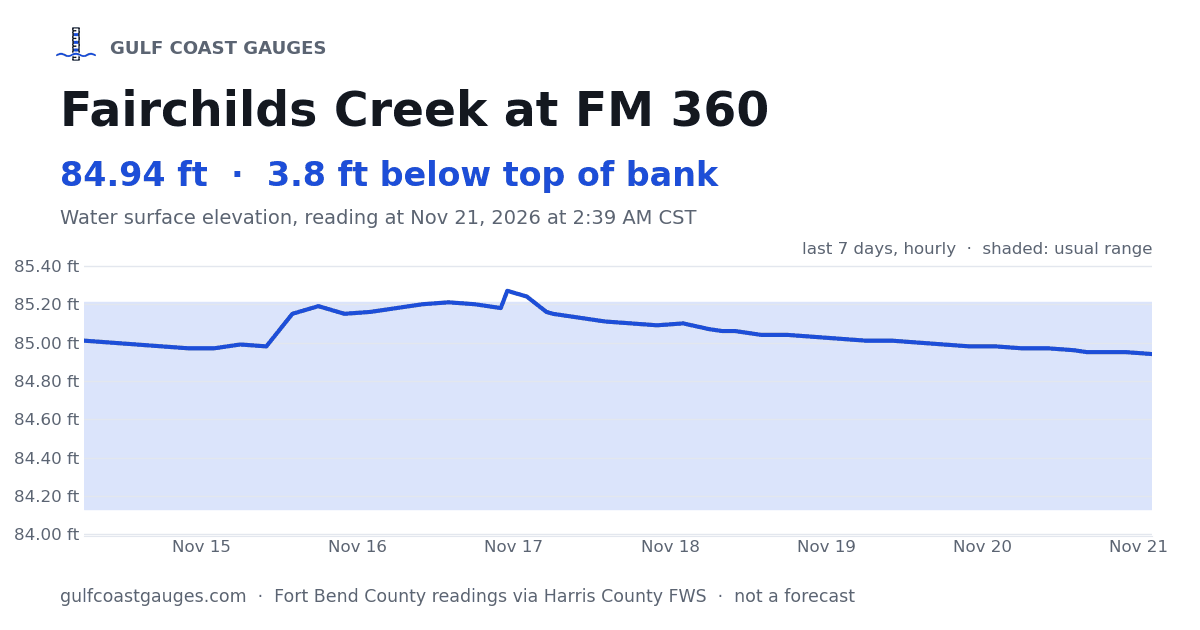 GULF COAST GAUGES
Fairchilds Creek at FM 360
84.94 ft · 3.8 ft below top of bank
Water surface elevation, reading at Nov 21, 2026 at 2:39 AM CST
last 7 days, hourly · shaded: usual range
85.40 ft
85.20 ft
85.00 ft
84.80 ft
84.60 ft
84.40 ft
84.20 ft
84.00 ft
Nov 15 Nov 16 Nov 17 Nov 18 Nov 19 Nov 20 Nov 21
gulfcoastgauges.com · Fort Bend County readings via Harris County FWS · not a forecast